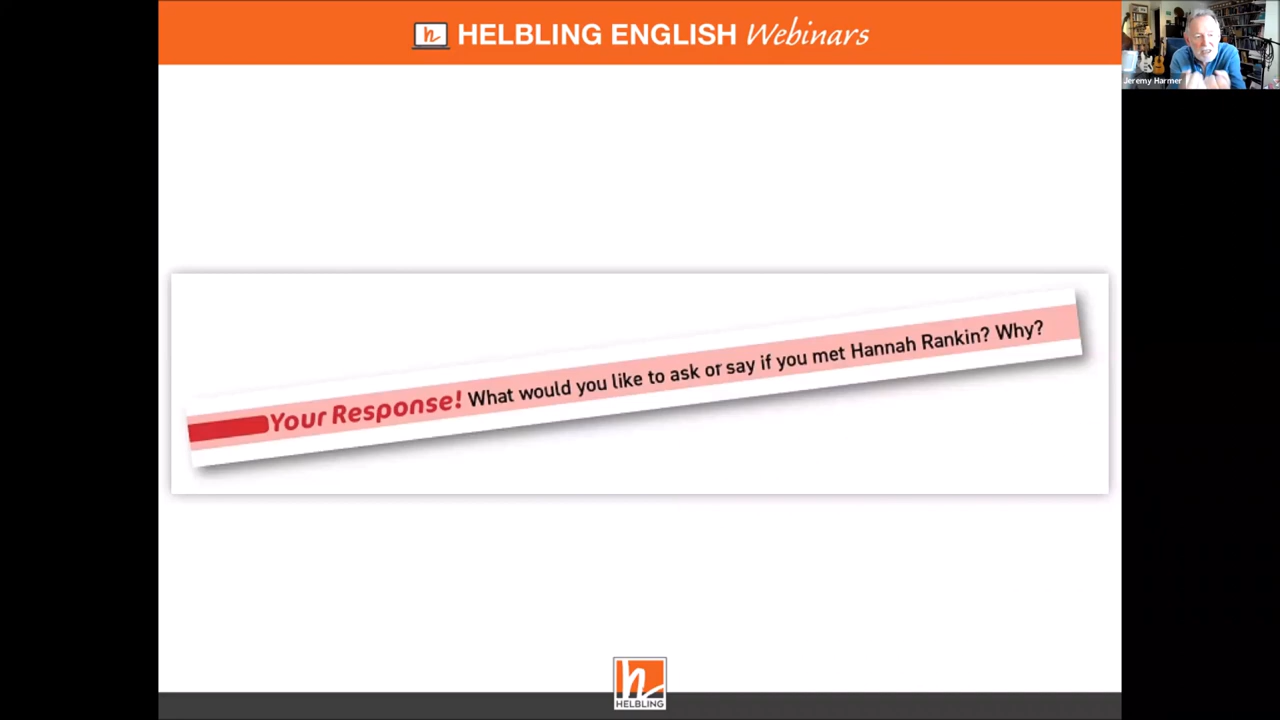 HELBLING ENGLISH Webinars
Jeremy Harmer
Your Response! What would you like to ask or say if you met Hannah Rankin? Why?
HELBLING